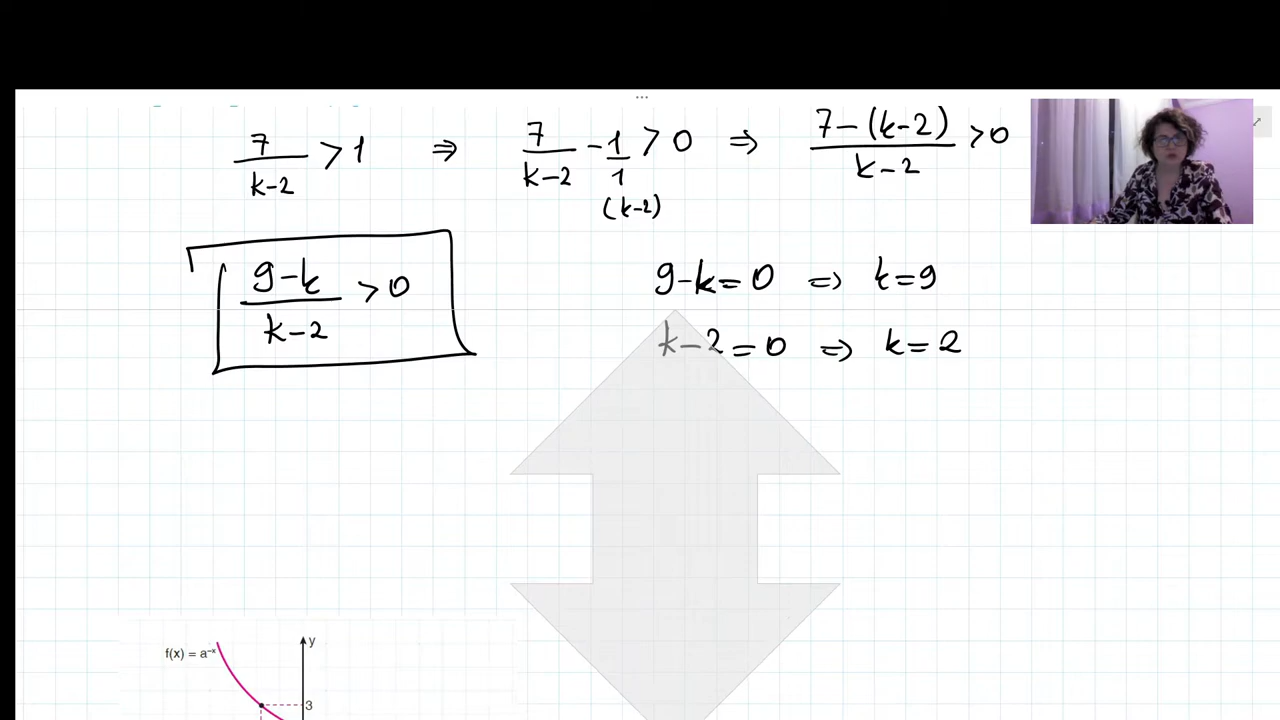 7/(k-2) > 1 ⇒ 7/(k-2) - 1/1 > 0 ⇒ (7-(k-2))/(k-2) > 0
(k-2)
(9-k)/(k-2) > 0
9-k = 0 ⇒ k = 9
k-2 = 0 ⇒ k = 2
f(x) = a⁻ˣ
y
3